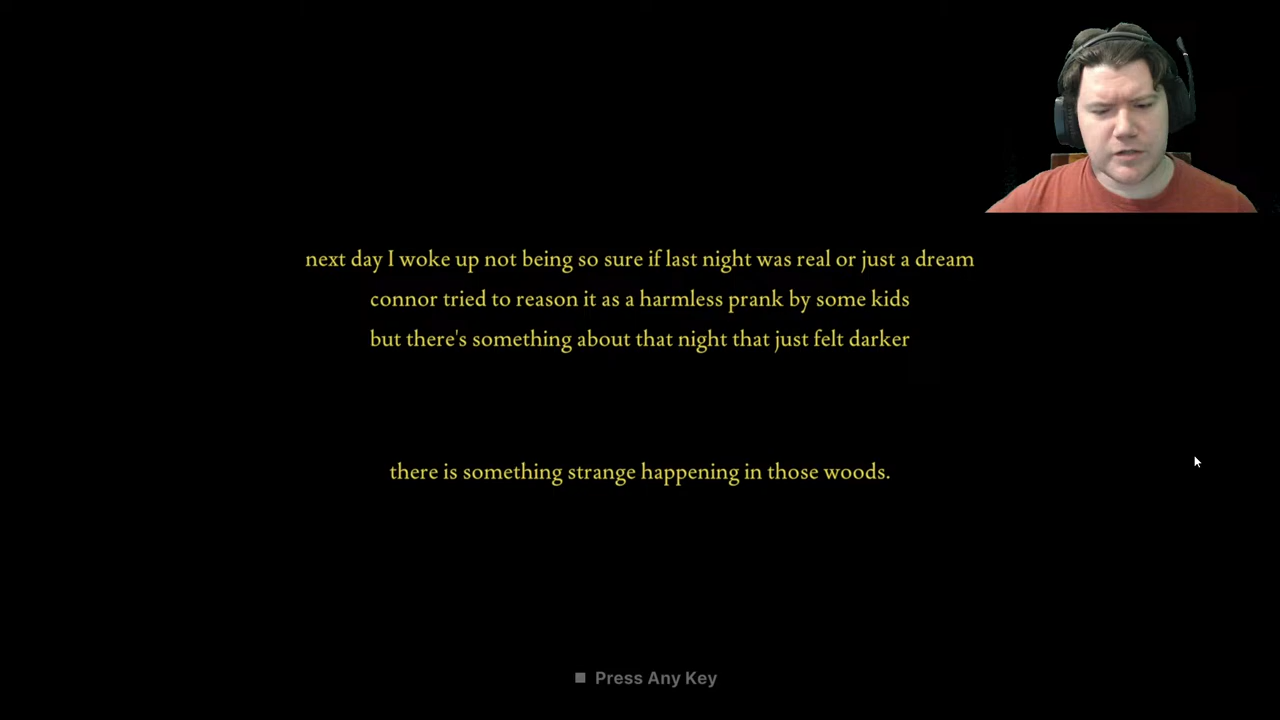 next day I woke up not being so sure if last night was real or just a dream
connor tried to reason it as a harmless prank by some kids
but there's something about that night that just felt darker
there is something strange happening in those woods.
Press Any Key